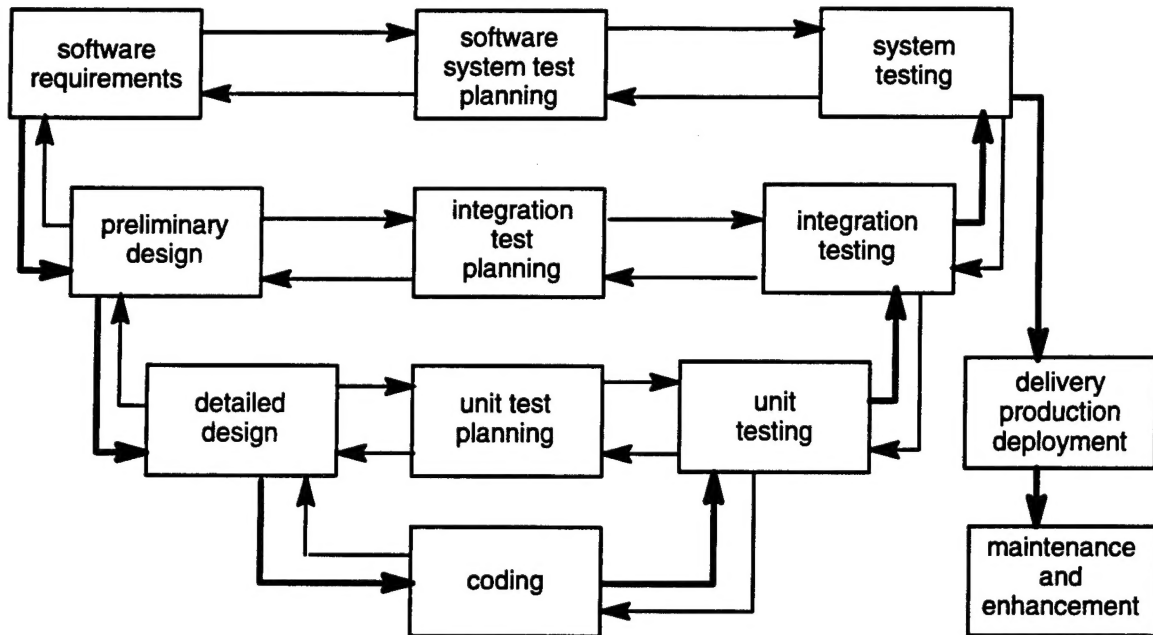 software
requirements
software
system test
planning
system
testing
preliminary
design
integration
test
planning
integration
testing
detailed
design
unit test
planning
unit
testing
delivery
production
deployment
coding
maintenance
and
enhancement